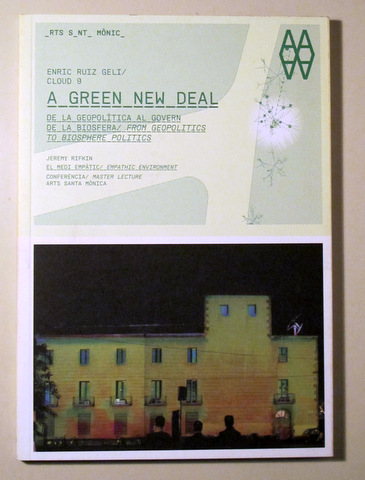 _RTS S_NT_ MÒNIC_
ENRIC RUIZ GELI/
CLOUD 9
A GREEN NEW DEAL
DE LA GEOPOLÍTICA AL GOVERN
DE LA BIOSFERA/ FROM GEOPOLITICS
TO BIOSPHERE POLITICS
JEREMY RIFKIN
EL MEDI EMPÀTIC/ EMPATHIC ENVIRONMENT
CONFERÈNCIA/ MASTER LECTURE
ARTS SANTA MÒNICA